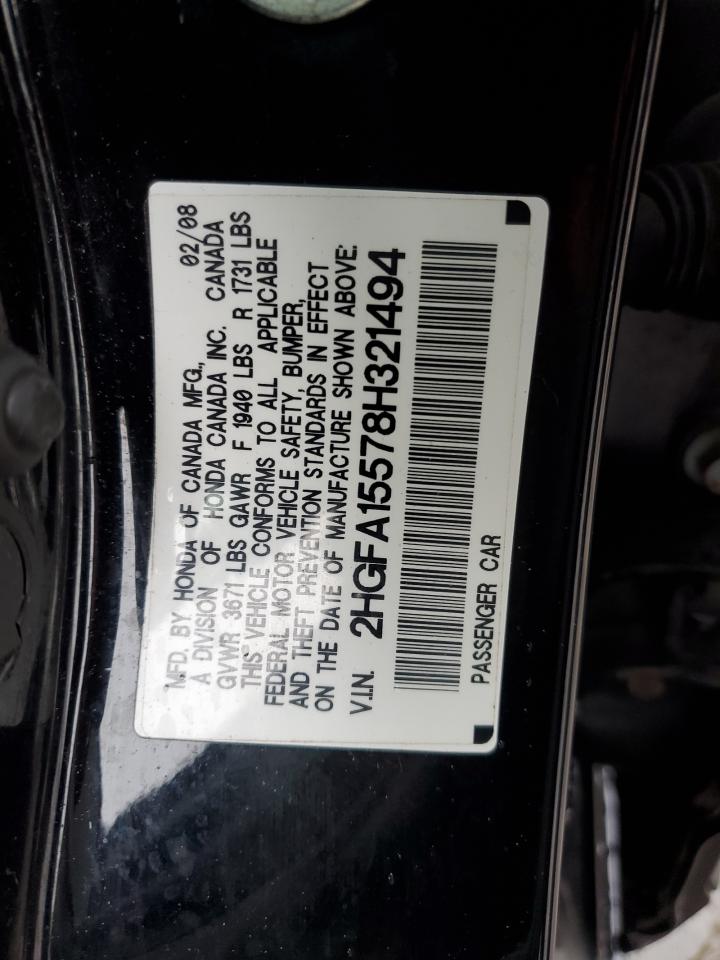 MFD. BY HONDA OF CANADA MFG., 02/08
A DIVISION OF HONDA CANADA INC. CANADA
GVWR 3671 LBS GAWR F 1940 LBS R 1731 LBS
THIS VEHICLE CONFORMS TO ALL APPLICABLE
FEDERAL MOTOR VEHICLE SAFETY, BUMPER,
AND THEFT PREVENTION STANDARDS IN EFFECT
ON THE DATE OF MANUFACTURE SHOWN ABOVE:
V.I.N. 2HGFA15578H321494
PASSENGER CAR